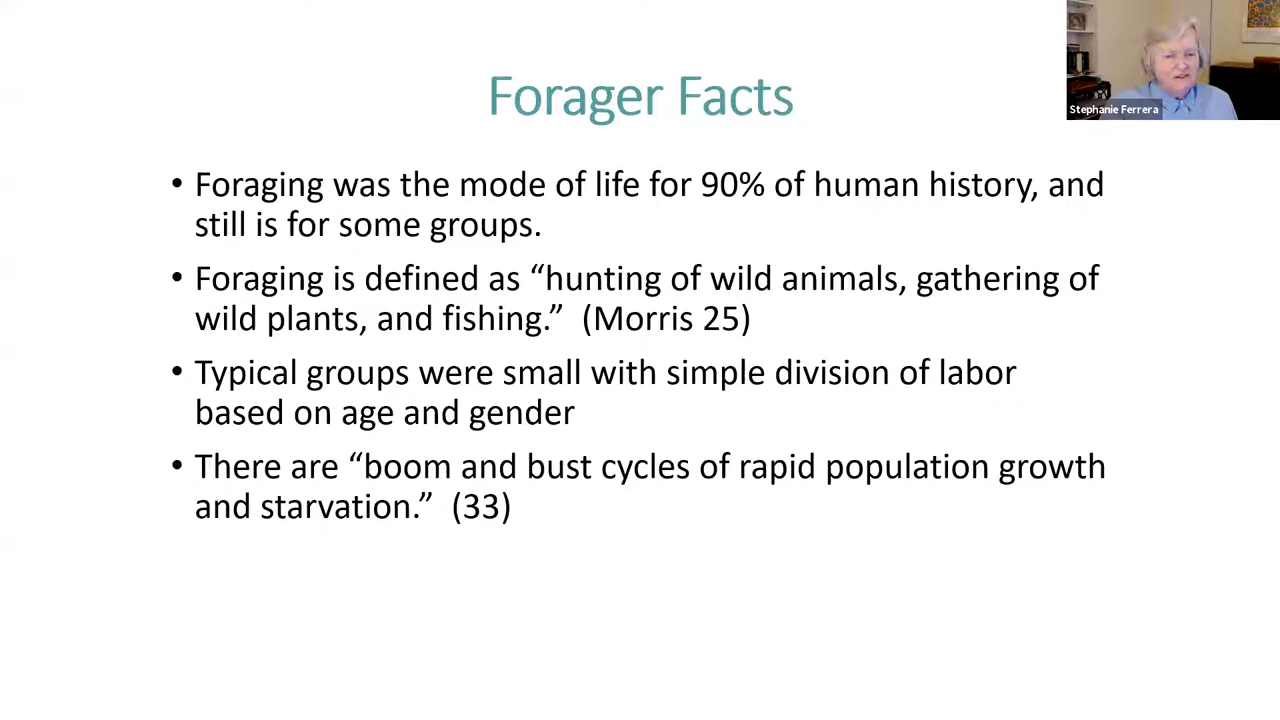 Forager Facts
Stephanie Ferrera
• Foraging was the mode of life for 90% of human history, and
still is for some groups.
• Foraging is defined as “hunting of wild animals, gathering of
wild plants, and fishing.”  (Morris 25)
• Typical groups were small with simple division of labor
based on age and gender
• There are “boom and bust cycles of rapid population growth
and starvation.”  (33)